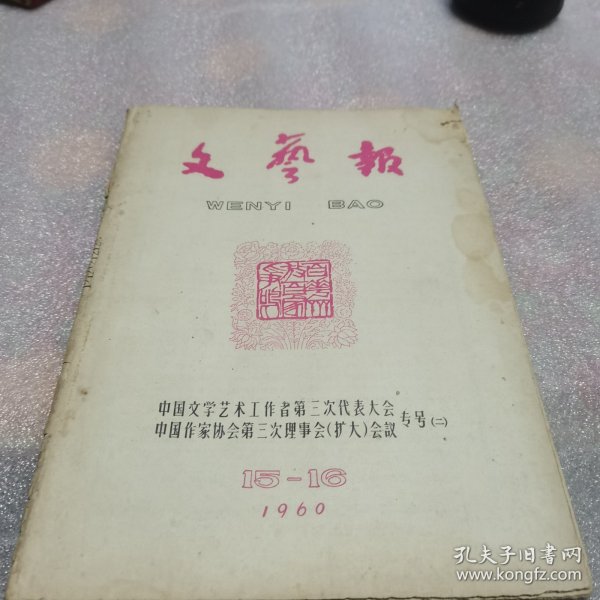 文藝報
WENYI BAO
中国文学艺术工作者第三次代表大会
中国作家协会第三次理事会(扩大)会议
专号(二)
15-16
1960
孔夫子旧书网
www.kongfz.com